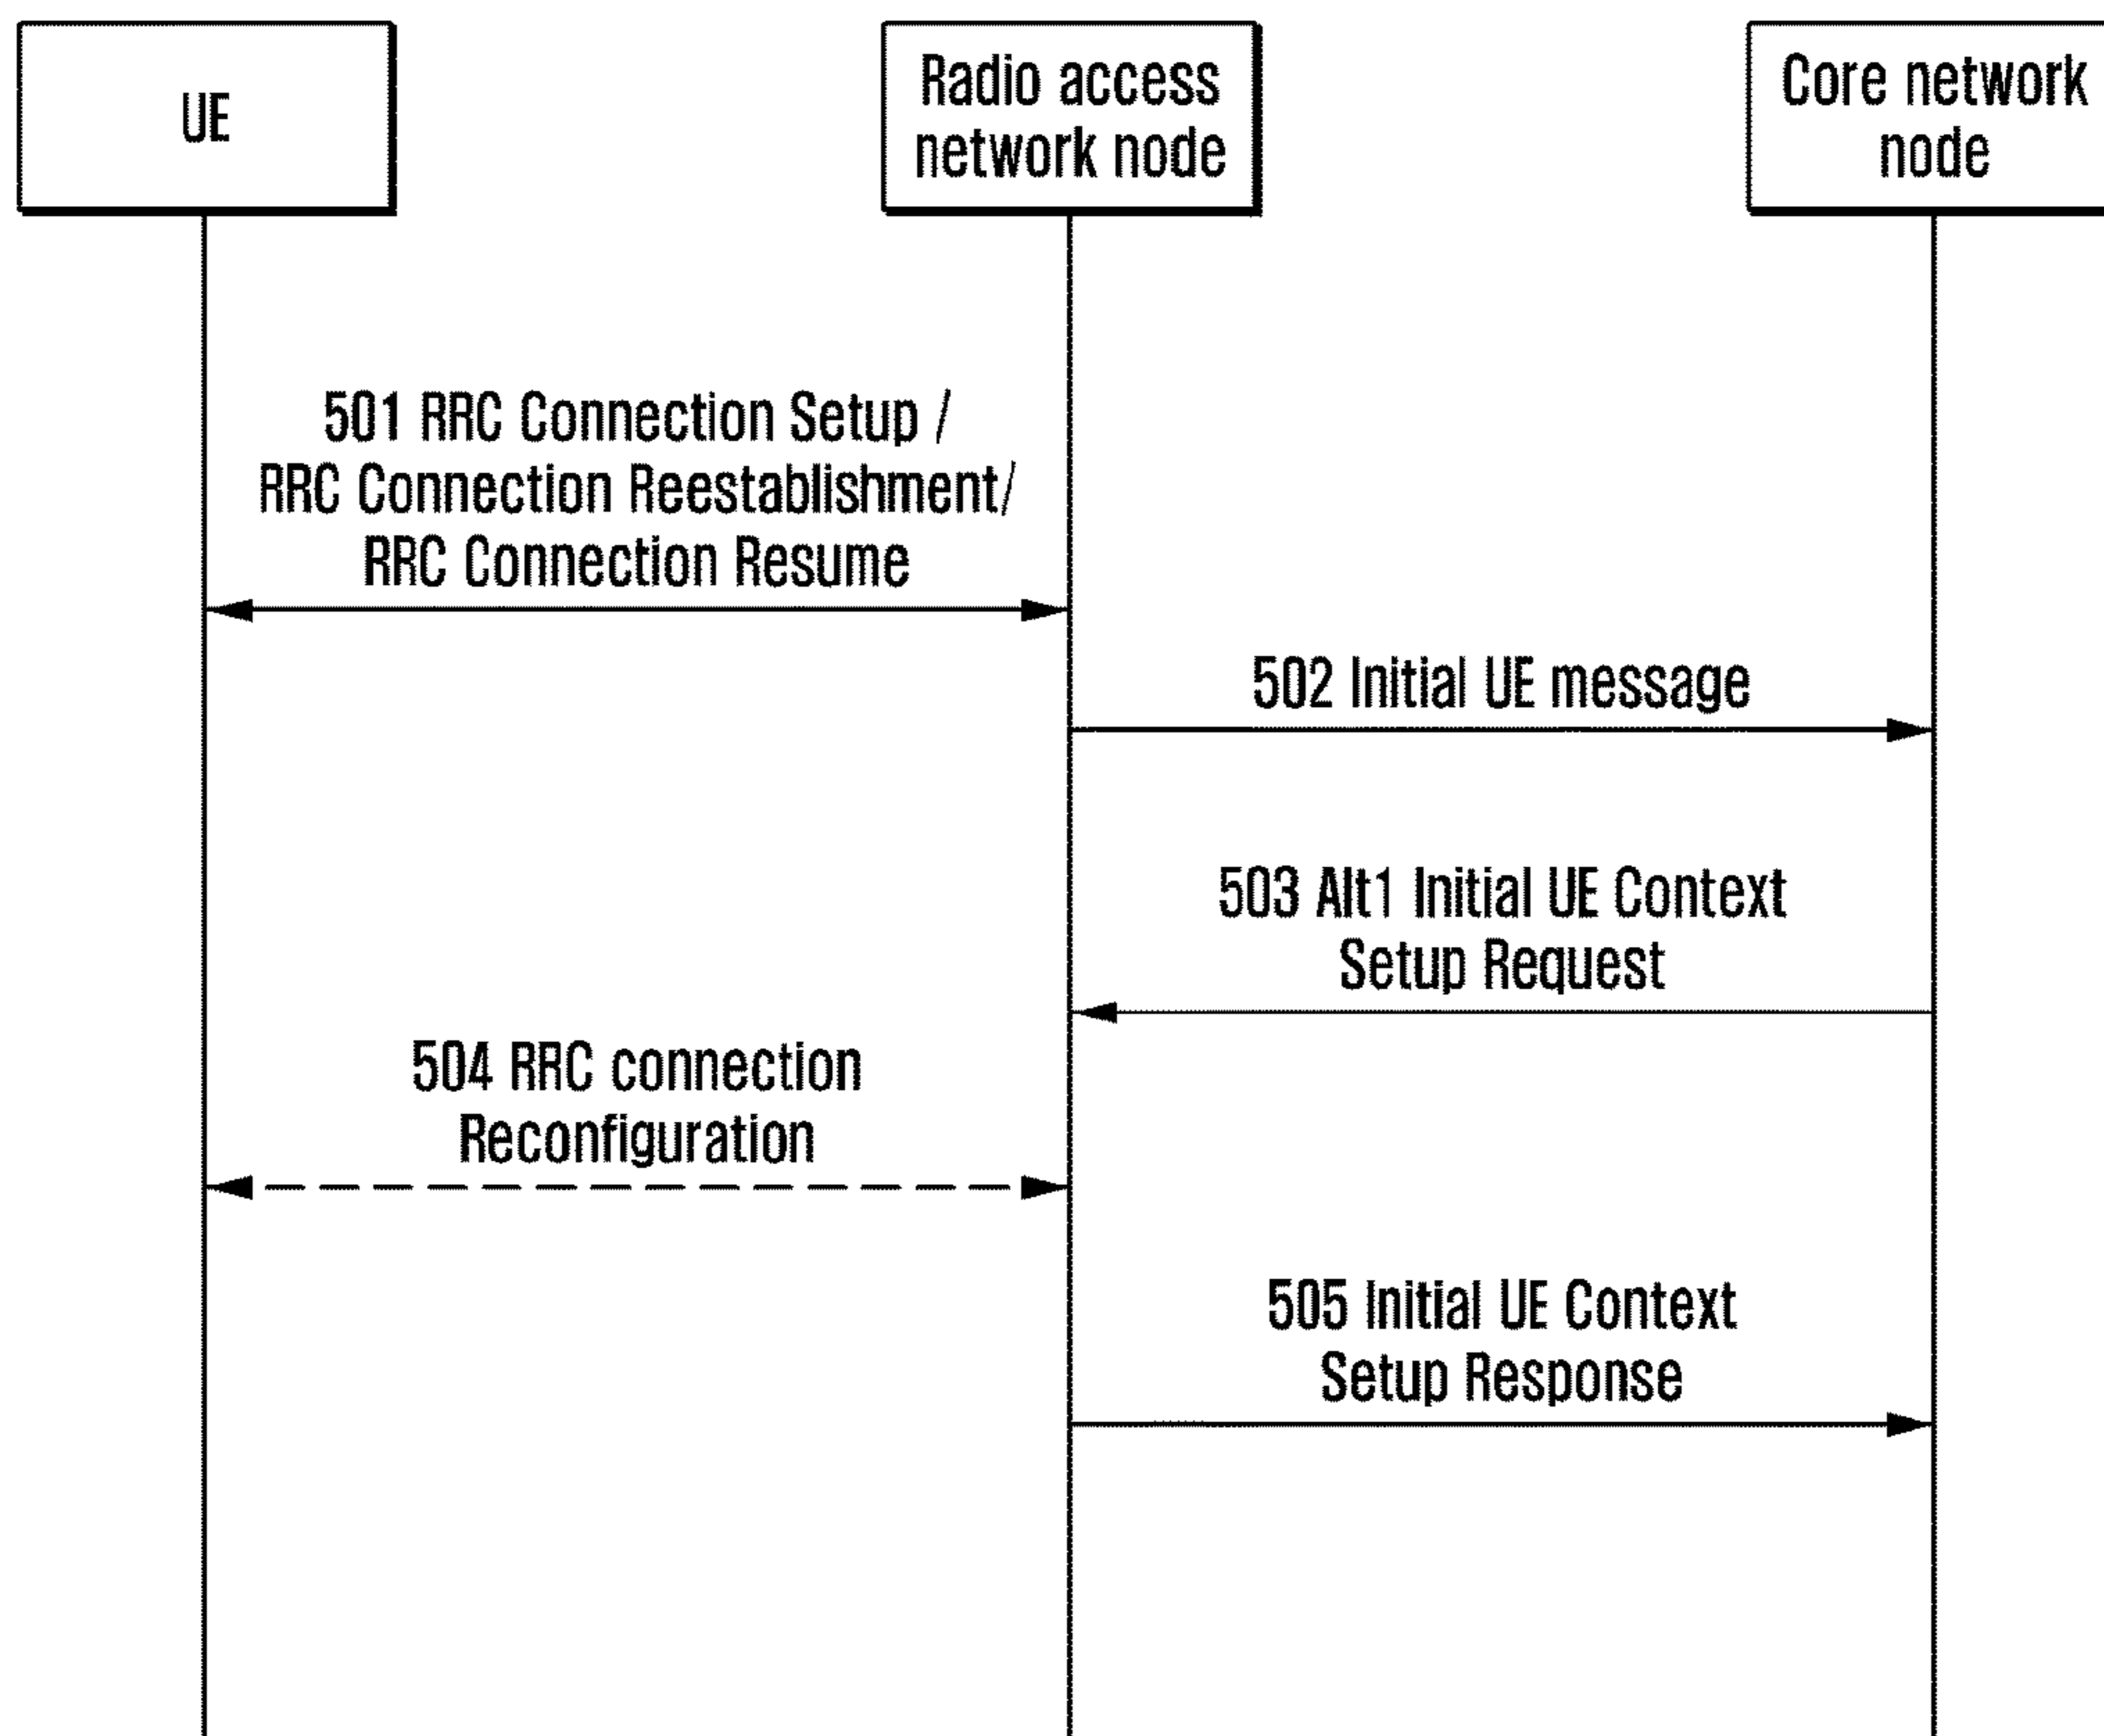 UE
Radio access
network node
Core network
node
501 RRC Connection Setup /
RRC Connection Reestablishment/
RRC Connection Resume
502 Initial UE message
503 Alt1 Initial UE Context
Setup Request
504 RRC connection
Reconfiguration
505 Initial UE Context
Setup Response